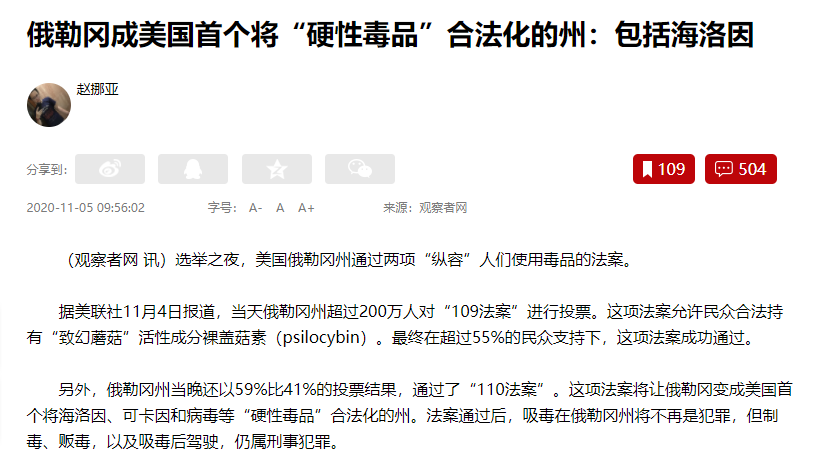 俄勒冈成美国首个将“硬性毒品”合法化的州：包括海洛因
赵挪亚
分享到：
109
504
2020-11-05 09:56:02 字号： A- A A+ 来源：观察者网
（观察者网 讯）选举之夜，美国俄勒冈州通过两项“纵容”人们使用毒品的法案。
据美联社11月4日报道，当天俄勒冈州超过200万人对“109法案”进行投票。这项法案允许民众合法持
有“致幻蘑菇”活性成分裸盖菇素（psilocybin）。最终在超过55%的民众支持下，这项法案成功通过。
另外，俄勒冈州当晚还以59%比41%的投票结果，通过了“110法案”。这项法案将让俄勒冈变成美国首
个将海洛因、可卡因和病毒等“硬性毒品”合法化的州。法案通过后，吸毒在俄勒冈州将不再是犯罪，但制
毒、贩毒，以及吸毒后驾驶，仍属刑事犯罪。